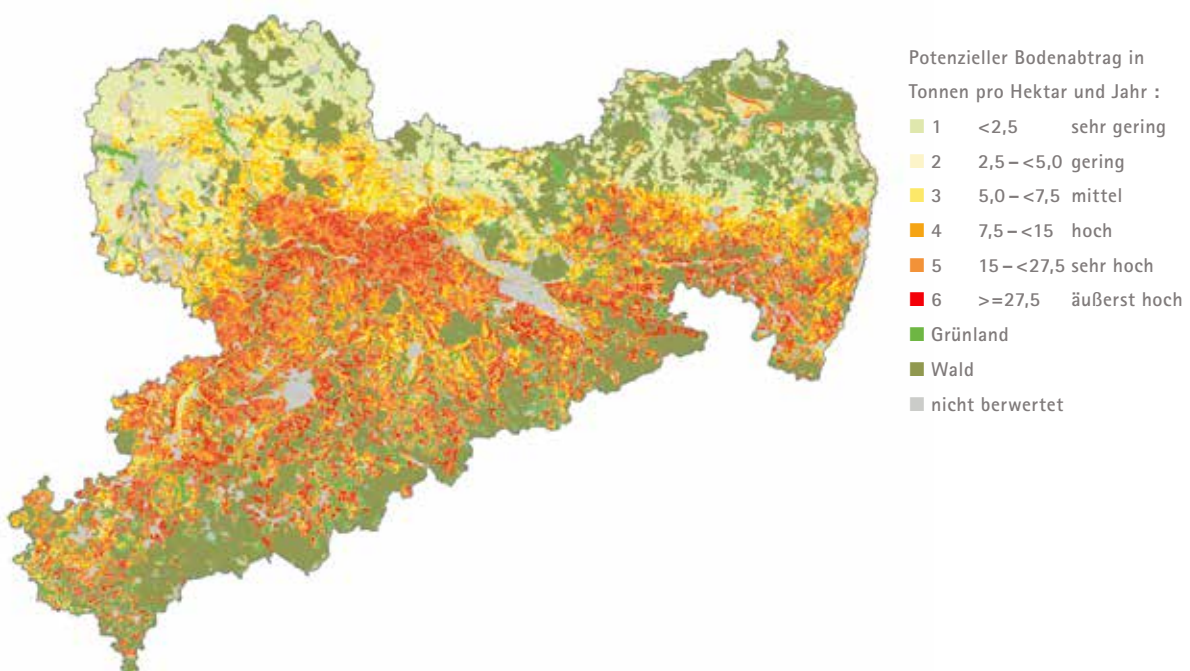 Potenzieller Bodenabtrag in
Tonnen pro Hektar und Jahr :
1 <2,5 sehr gering
2 2,5 – <5,0 gering
3 5,0 – <7,5 mittel
4 7,5 – <15 hoch
5 15 – <27,5 sehr hoch
6 >=27,5 äußerst hoch
Grünland
Wald
nicht berwertet